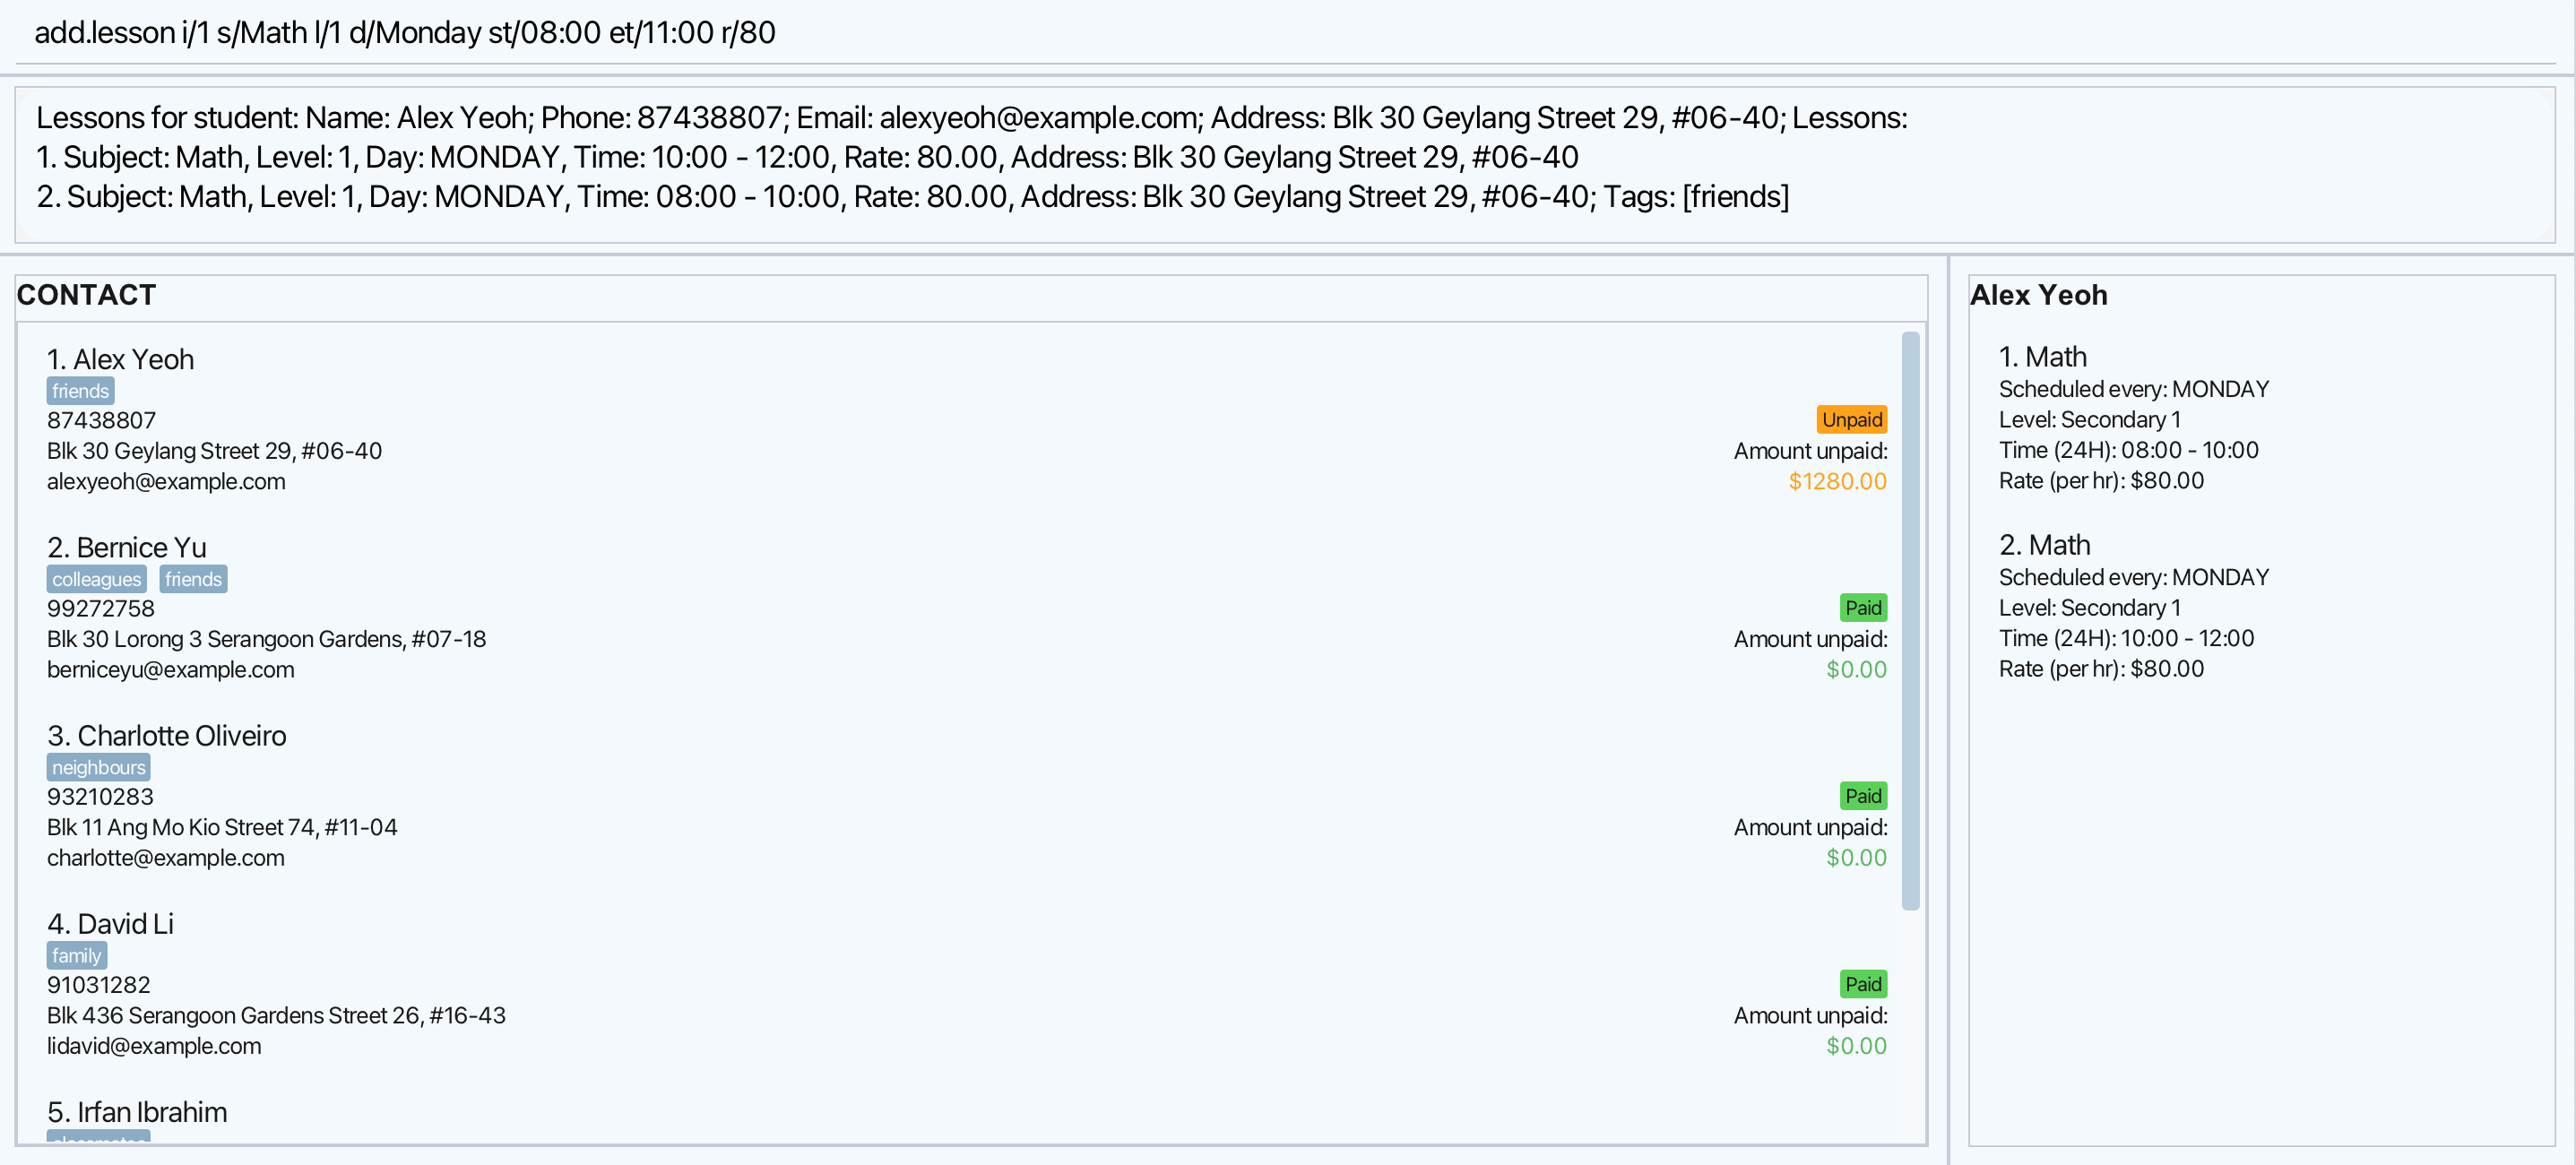 add.lesson i/1 s/Math l/1 d/Monday st/08:00 et/11:00 r/80
Lessons for student: Name: Alex Yeoh; Phone: 87438807; Email: alexyeoh@example.com; Address: Blk 30 Geylang Street 29, #06-40; Lessons:
1. Subject: Math, Level: 1, Day: MONDAY, Time: 10:00 - 12:00, Rate: 80.00, Address: Blk 30 Geylang Street 29, #06-40
2. Subject: Math, Level: 1, Day: MONDAY, Time: 08:00 - 10:00, Rate: 80.00, Address: Blk 30 Geylang Street 29, #06-40; Tags: [friends]
CONTACT
1. Alex Yeoh
friends
87438807
Blk 30 Geylang Street 29, #06-40
alexyeoh@example.com
Unpaid
Amount unpaid:
$1280.00
2. Bernice Yu
colleagues friends
99272758
Blk 30 Lorong 3 Serangoon Gardens, #07-18
berniceyu@example.com
Paid
Amount unpaid:
$0.00
3. Charlotte Oliveiro
neighbours
93210283
Blk 11 Ang Mo Kio Street 74, #11-04
charlotte@example.com
Paid
Amount unpaid:
$0.00
4. David Li
family
91031282
Blk 436 Serangoon Gardens Street 26, #16-43
lidavid@example.com
Paid
Amount unpaid:
$0.00
5. Irfan Ibrahim
Alex Yeoh
1. Math
Scheduled every: MONDAY
Level: Secondary 1
Time (24H): 08:00 - 10:00
Rate (per hr): $80.00
2. Math
Scheduled every: MONDAY
Level: Secondary 1
Time (24H): 10:00 - 12:00
Rate (per hr): $80.00